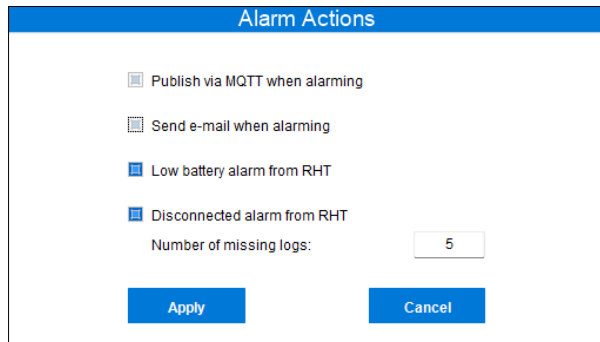 Alarm Actions
Publish via MQTT when alarming
Send e-mail when alarming
Low battery alarm from RHT
Disconnected alarm from RHT
Number of missing logs: 5
Apply Cancel